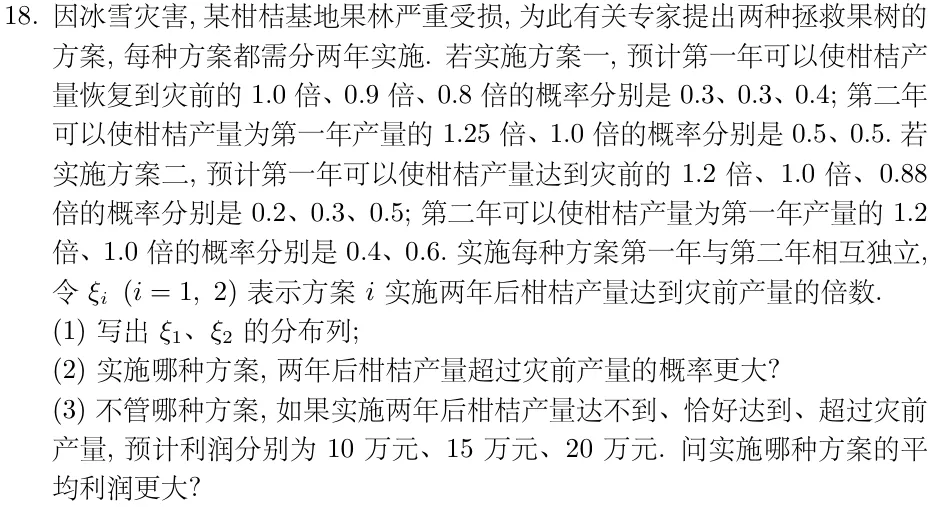 18. 因冰雪灾害, 某柑桔基地果林严重受损, 为此有关专家提出两种拯救果树的
方案, 每种方案都需分两年实施. 若实施方案一, 预计第一年可以使柑桔产
量恢复到灾前的 1.0 倍、0.9 倍、0.8 倍的概率分别是 0.3、0.3、0.4; 第二年
可以使柑桔产量为第一年产量的 1.25 倍、1.0 倍的概率分别是 0.5、0.5. 若
实施方案二, 预计第一年可以使柑桔产量达到灾前的 1.2 倍、1.0 倍、0.88
倍的概率分别是 0.2、0.3、0.5; 第二年可以使柑桔产量为第一年产量的 1.2
倍、1.0 倍的概率分别是 0.4、0.6. 实施每种方案第一年与第二年相互独立,
令 ξᵢ (i = 1, 2) 表示方案 i 实施两年后柑桔产量达到灾前产量的倍数.
(1) 写出 ξ₁、ξ₂ 的分布列;
(2) 实施哪种方案, 两年后柑桔产量超过灾前产量的概率更大?
(3) 不管哪种方案, 如果实施两年后柑桔产量达不到、恰好达到、超过灾前
产量, 预计利润分别为 10 万元、15 万元、20 万元. 问实施哪种方案的平
均利润更大?